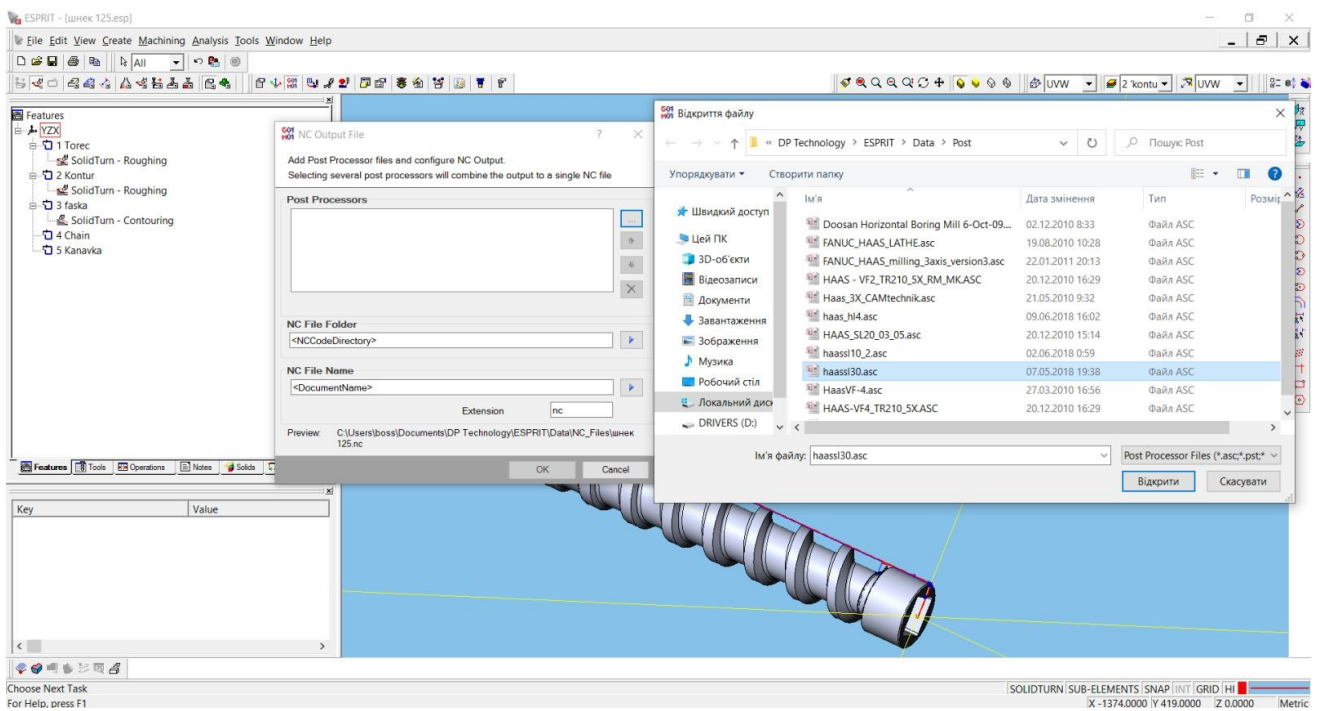 ESPRIT - [шнек 125.esp]
File Edit View Create Machining Analysis Tools Window Help
All
UVW
2 'kontu
UVW
Features
YZX
1 Torec
SolidTurn - Roughing
2 Kontur
SolidTurn - Roughing
3 faska
SolidTurn - Contouring
4 Chain
5 Kanavka
Features Tools Operations Notes Solids
Key Value
NC Output File
Add Post Processor files and configure NC Output.
Selecting several post processors will combine the output to a single NC file
Post Processors
...
NC File Folder
<NCCodeDirectory>
NC File Name
<DocumentName>
Extension nc
Preview: C:\Users\boss\Documents\DP Technology\ESPRIT\Data\NC_Files\шнек
125.nc
OK Cancel
Відкриття файлу
« DP Technology > ESPRIT > Data > Post
Пошук: Post
Упорядкувати Створити папку
Швидкий доступ
Цей ПК
3D-об'єкти
Відеозаписи
Документи
Завантаження
Зображення
Музика
Робочий стіл
Локальний диск
DRIVERS (D:)
Ім'я Дата змінення Тип Розмір
Doosan Horizontal Boring Mill 6-Oct-09.... 02.12.2010 8:33 Файл ASC
FANUC_HAAS_LATHE.asc 19.08.2010 10:28 Файл ASC
FANUC_HAAS_milling_3axis_version3.asc 22.01.2011 20:13 Файл ASC
HAAS - VF2_TR210_5X_RM_MK.ASC 20.12.2010 16:29 Файл ASC
Haas_3X_CAMtechnik.asc 21.05.2010 9:32 Файл ASC
haas_hl4.asc 09.06.2018 16:02 Файл ASC
HAAS_SL20_03_05.asc 20.12.2010 15:14 Файл ASC
haassl10_2.asc 02.06.2018 0:59 Файл ASC
haassl30.asc 07.05.2018 19:38 Файл ASC
HaasVF-4.asc 27.03.2010 16:56 Файл ASC
HAAS-VF4_TR210_5X.ASC 20.12.2010 16:29 Файл ASC
Ім'я файлу: haassl30.asc
Post Processor Files (*.asc;*.pst;*
Відкрити Скасувати
Choose Next Task
SOLIDTURN SUB-ELEMENTS SNAP INT GRID HI
For Help, press F1
X -1374.0000 Y 419.0000 Z 0.0000 Metric